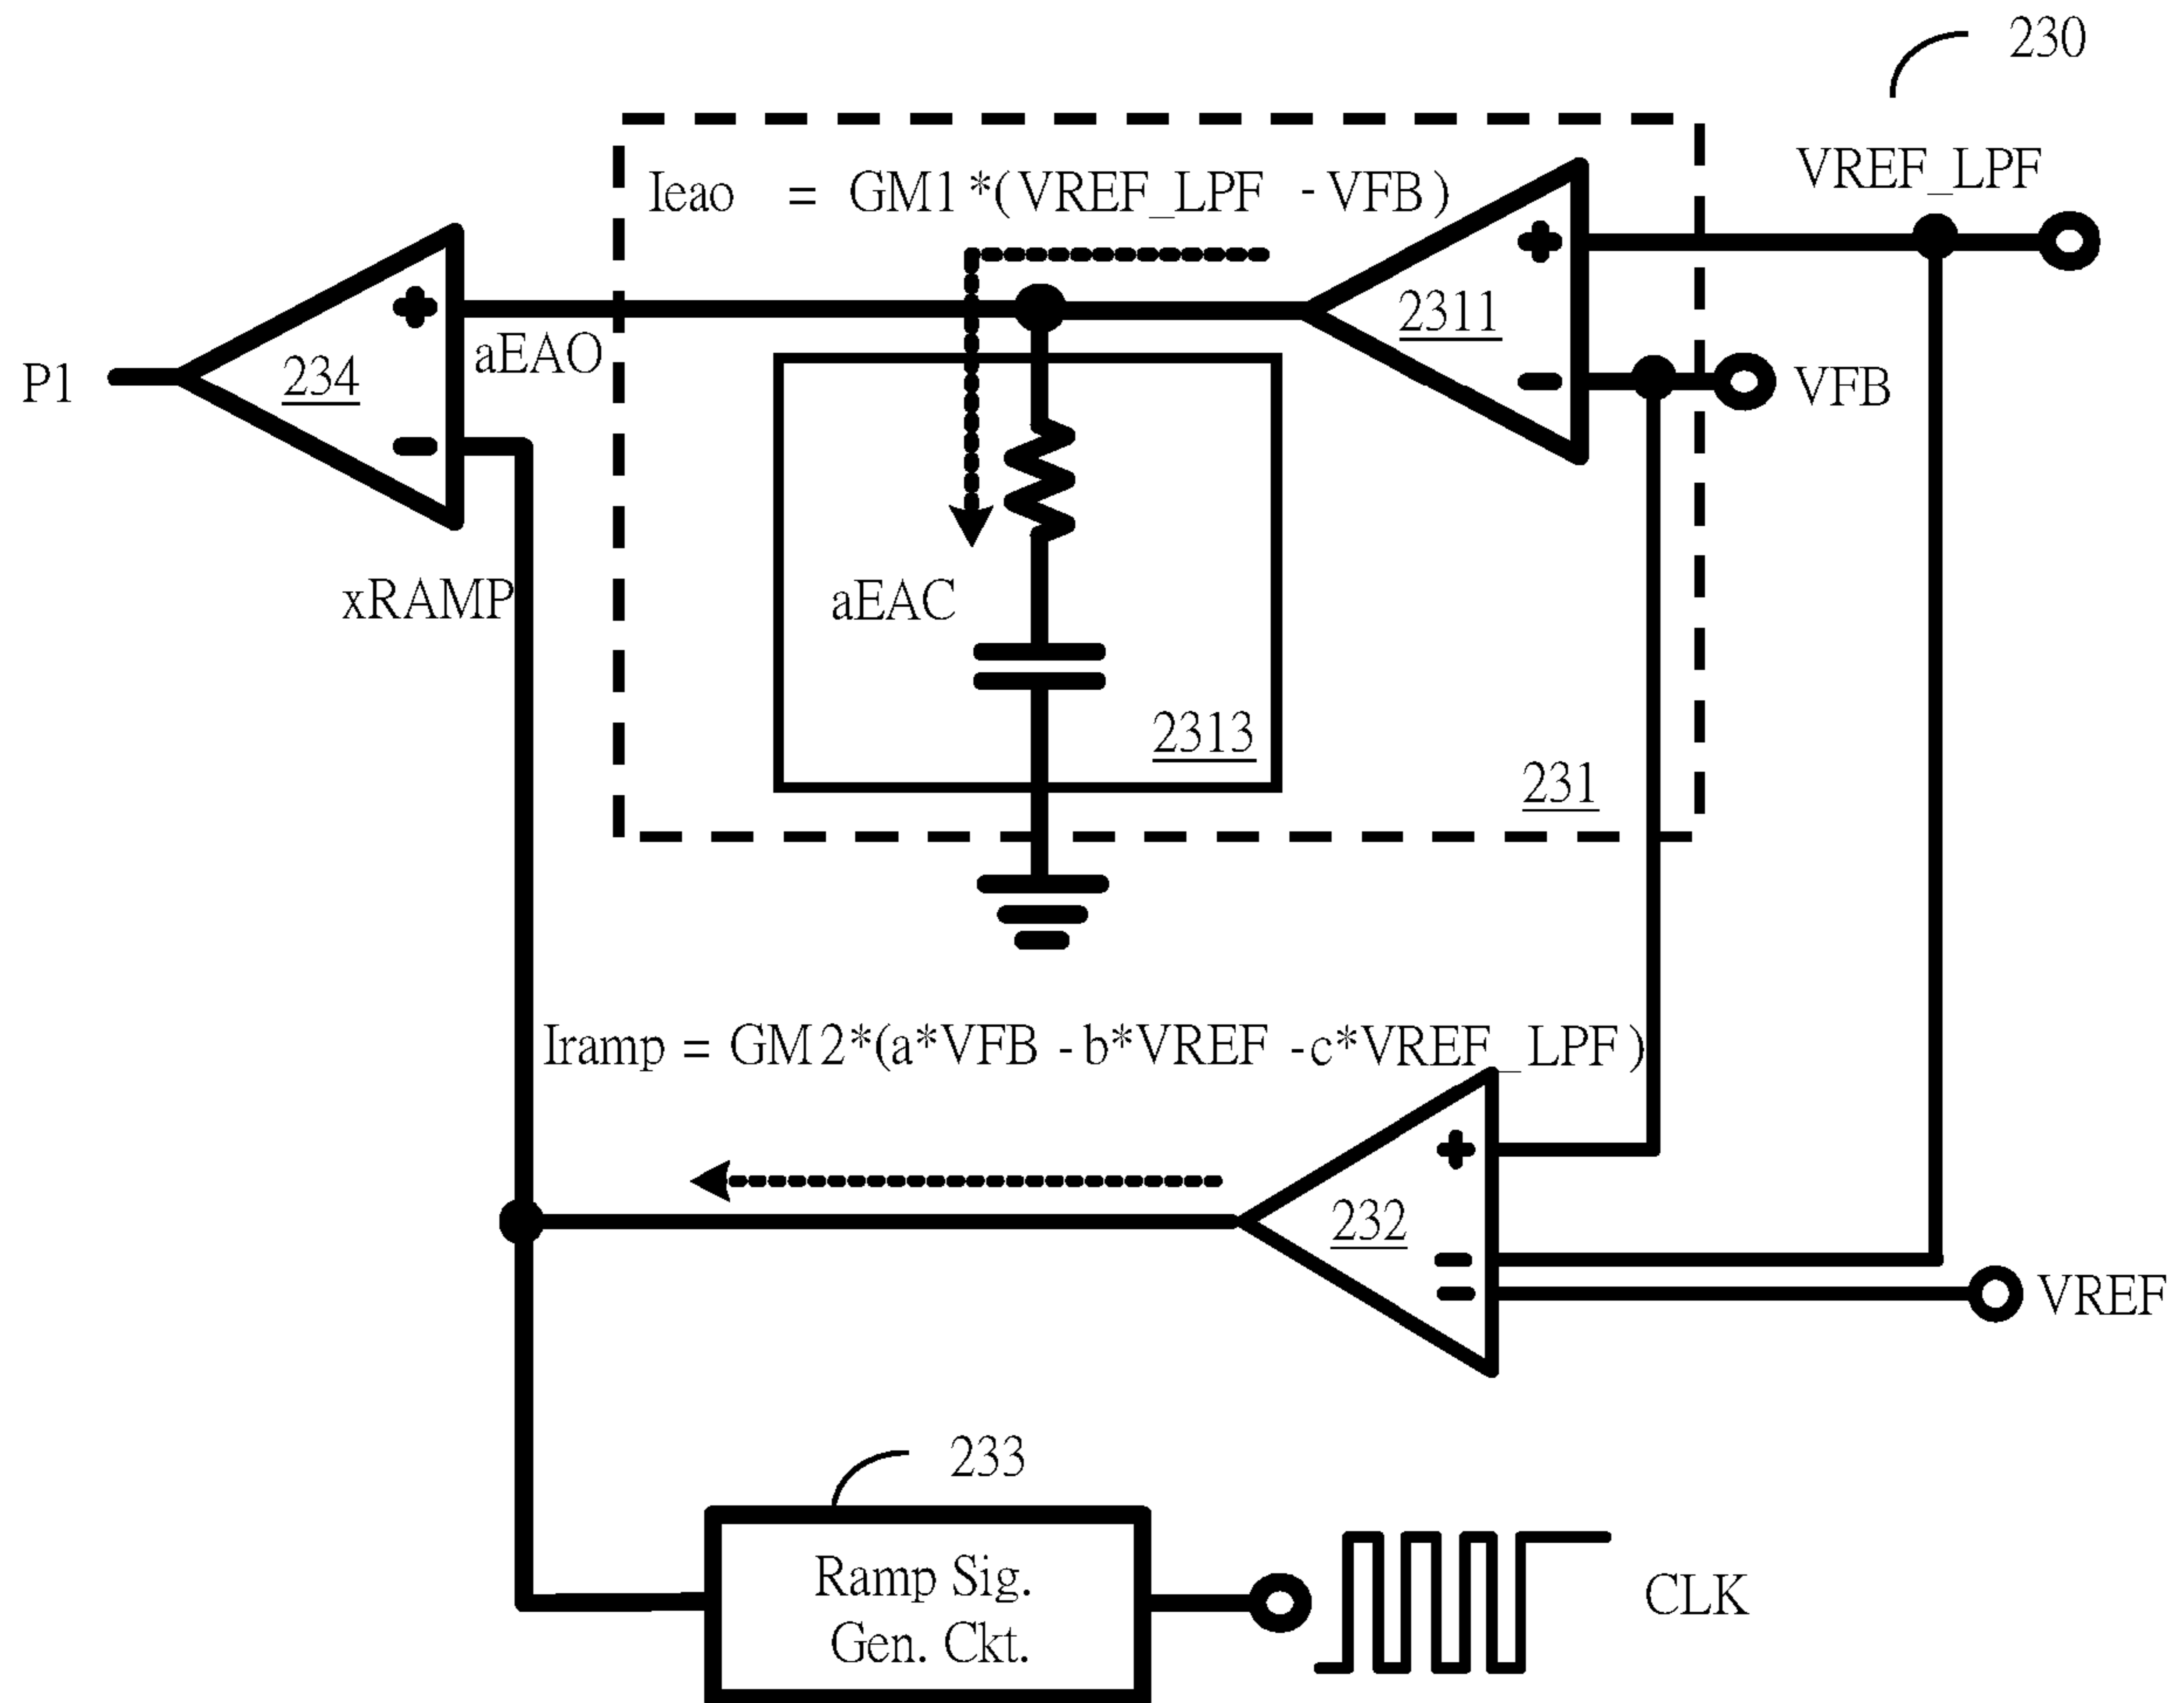 230
VREF_LPF
Ieao = GM1*(VREF_LPF - VFB)
+
2311
-
+
aEAO
234
-
P1
VFB
xRAMP
aEAC
2313
231
Iramp = GM2*(a*VFB - b*VREF - c*VREF_LPF)
+
232
-
-
VREF
233
Ramp Sig.
Gen. Ckt.
CLK